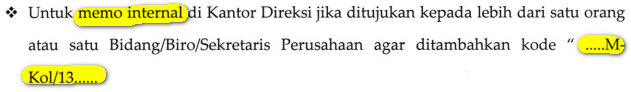 ❖ Untuk memo internal di Kantor Direksi jika ditujukan kepada lebih dari satu orang
atau satu Bidang/Biro/Sekretaris Perusahaan agar ditambahkan kode “ .....M-
Kol/13......